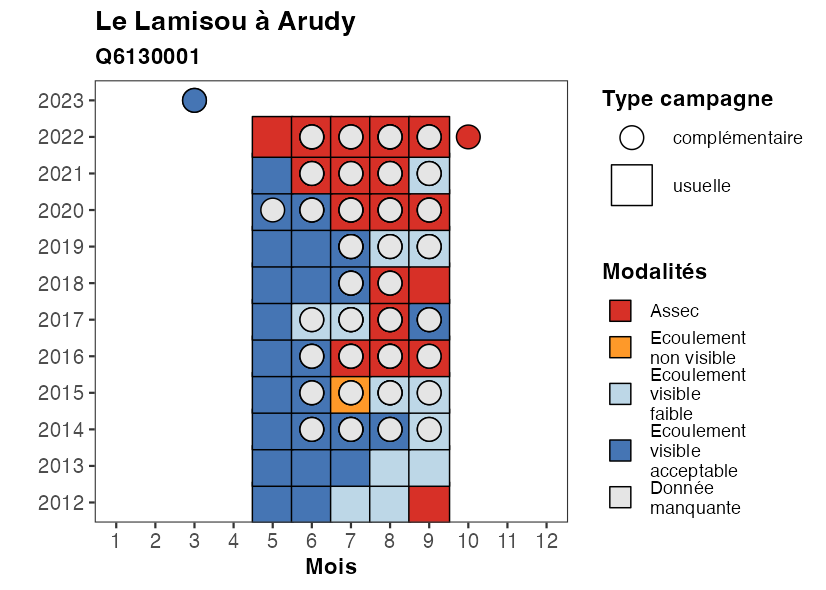 Le Lamisou à Arudy
Q6130001
2023
2022
2021
2020
2019
2018
2017
2016
2015
2014
2013
2012
1 2 3 4 5 6 7 8 9 10 11 12
Mois
Type campagne
complémentaire
usuelle
Modalités
Assec
Ecoulement
non visible
Ecoulement
visible
faible
Ecoulement
visible
acceptable
Donnée
manquante